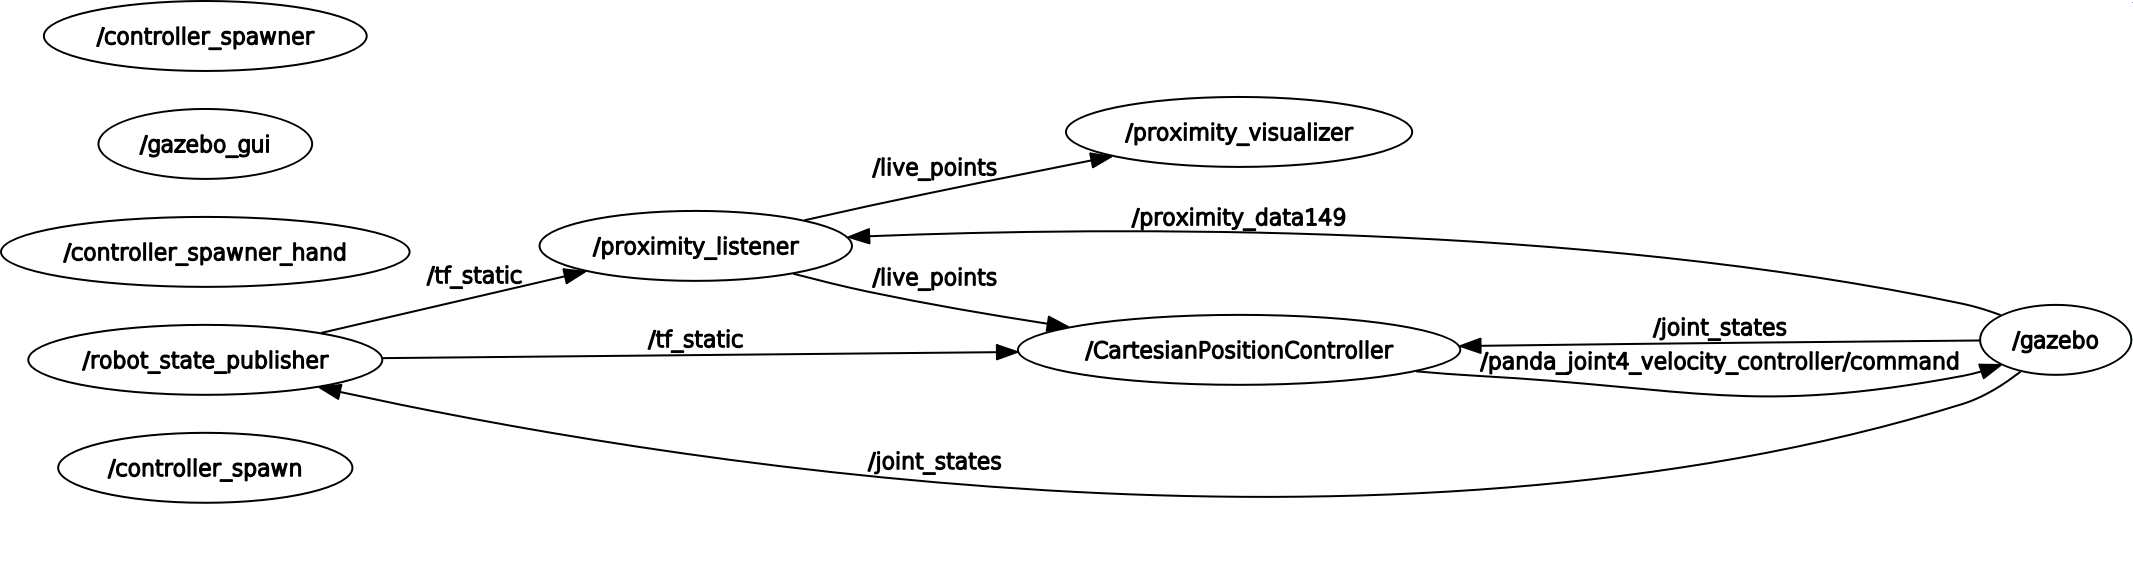 /controller_spawner
/gazebo_gui
/controller_spawner_hand
/robot_state_publisher
/controller_spawn
/tf_static
/tf_static
/proximity_listener
/live_points
/live_points
/proximity_visualizer
/proximity_data149
/CartesianPositionController
/joint_states
/panda_joint4_velocity_controller/command
/gazebo
/joint_states